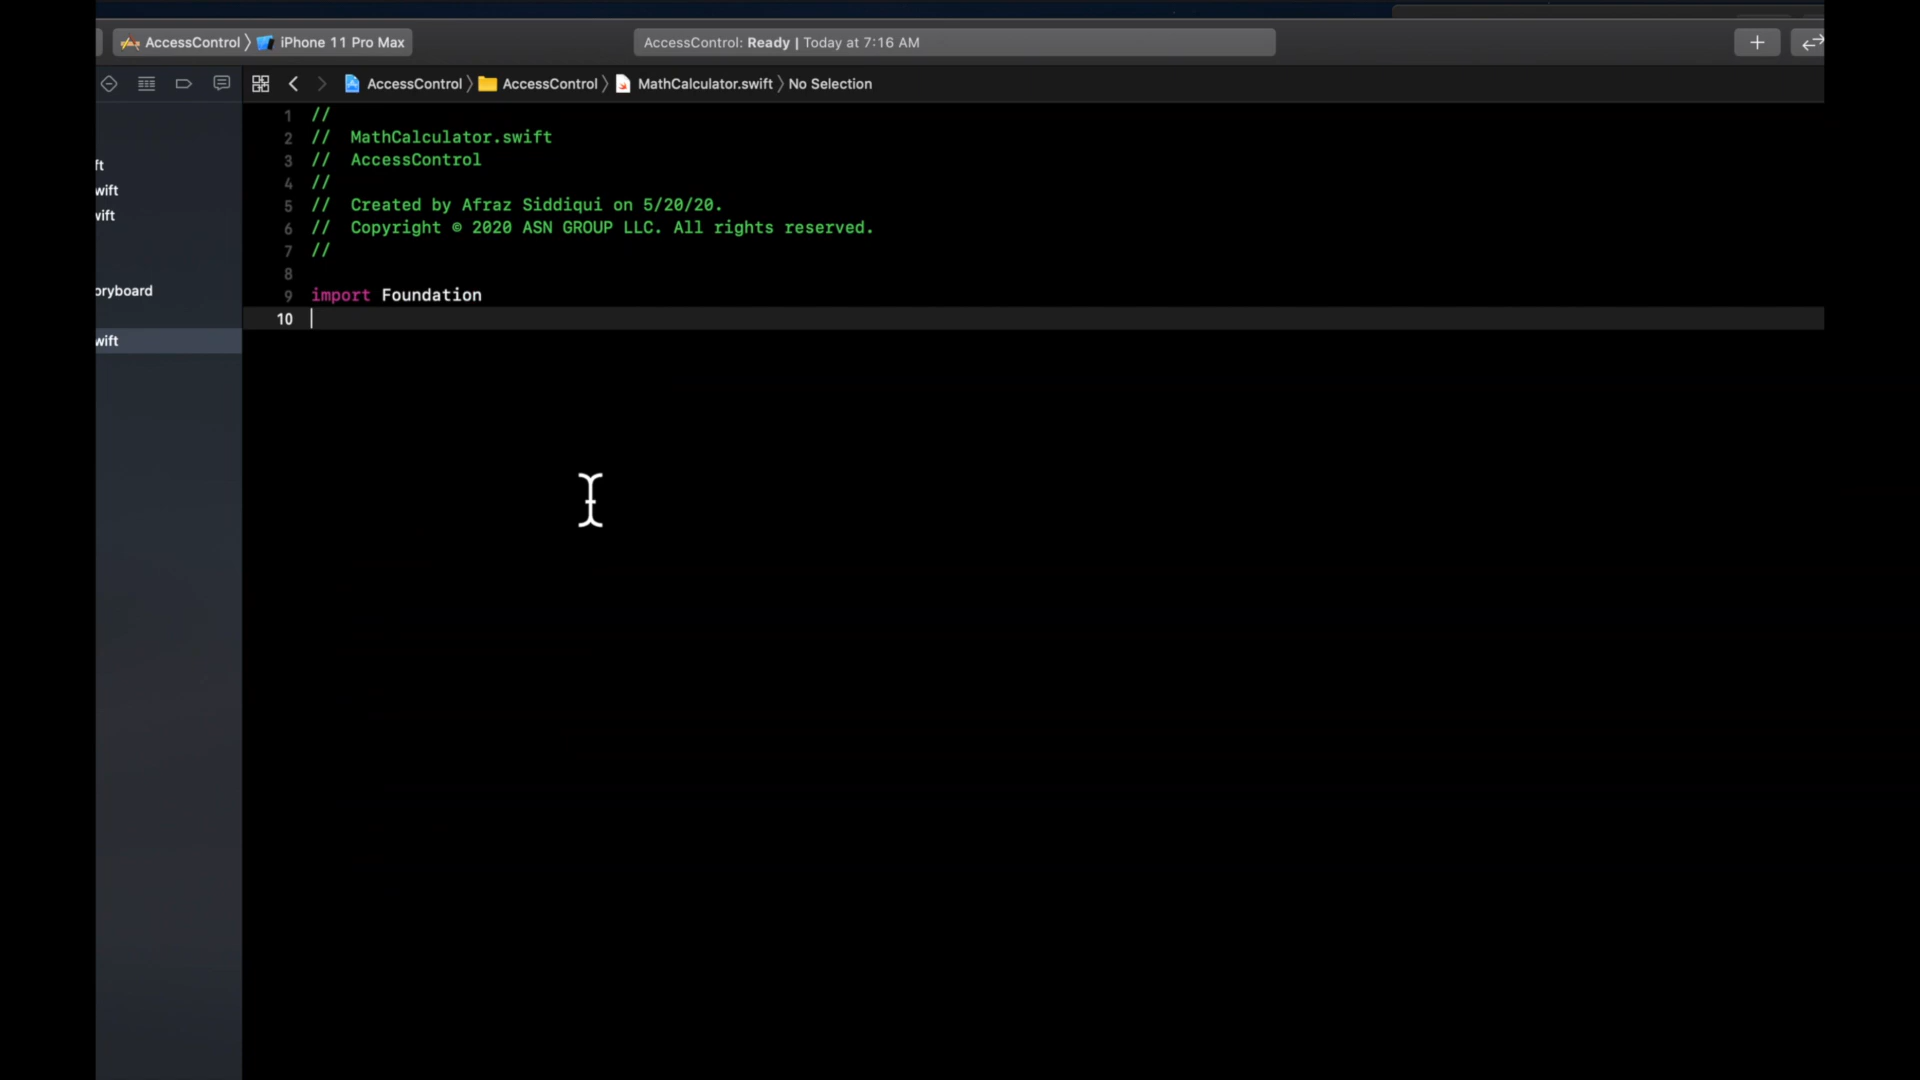 AccessControl 〉 iPhone 11 Pro Max
AccessControl: Ready | Today at 7:16 AM
AccessControl 〉 AccessControl 〉 MathCalculator.swift 〉 No Selection
ft
wift
vift
oryboard
wift
1 //
2 //  MathCalculator.swift
3 //  AccessControl
4 //
5 //  Created by Afraz Siddiqui on 5/20/20.
6 //  Copyright © 2020 ASN GROUP LLC. All rights reserved.
7 //
8
9 import Foundation
10